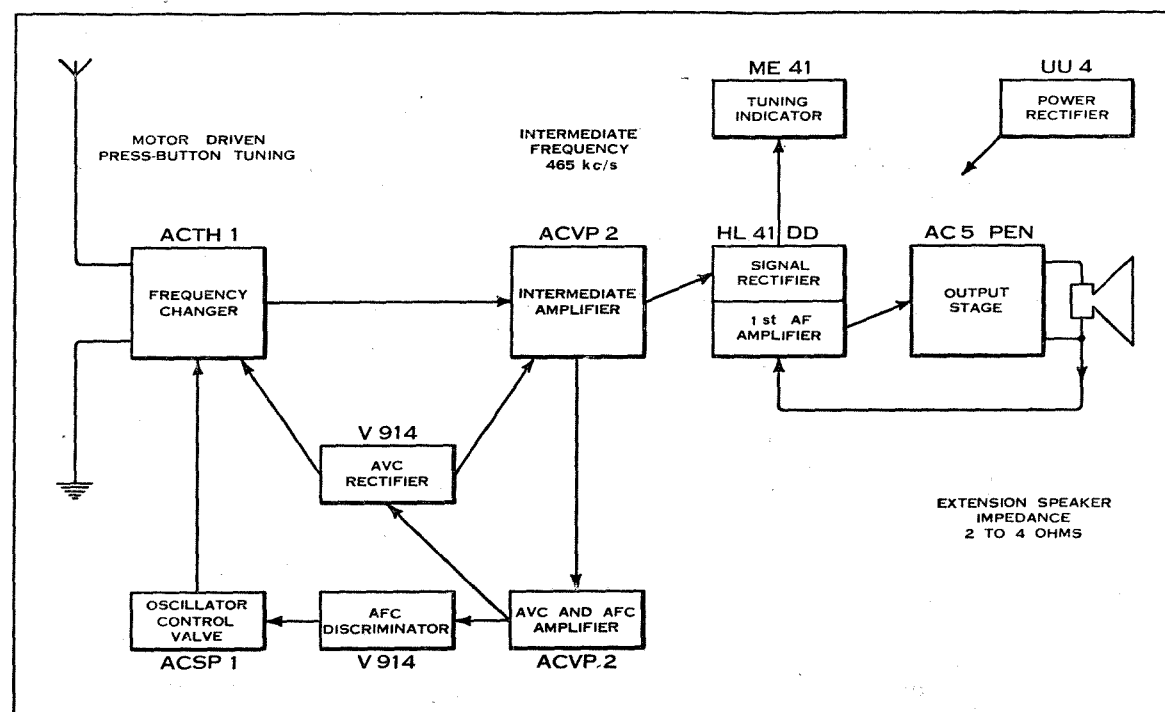 ME 41
TUNING
INDICATOR
UU 4
POWER
RECTIFIER
MOTOR DRIVEN
PRESS-BUTTON TUNING
INTERMEDIATE
FREQUENCY
465 kc/s
ACTH 1
FREQUENCY
CHANGER
ACVP 2
INTERMEDIATE
AMPLIFIER
HL 41 DD
SIGNAL
RECTIFIER
1 st AF
AMPLIFIER
AC 5 PEN
OUTPUT
STAGE
V 914
AVC
RECTIFIER
EXTENSION SPEAKER
IMPEDANCE
2 TO 4 OHMS
OSCILLATOR
CONTROL
VALVE
ACSP 1
AFC
DISCRIMINATOR
V 914
AVC AND AFC
AMPLIFIER
ACVP 2